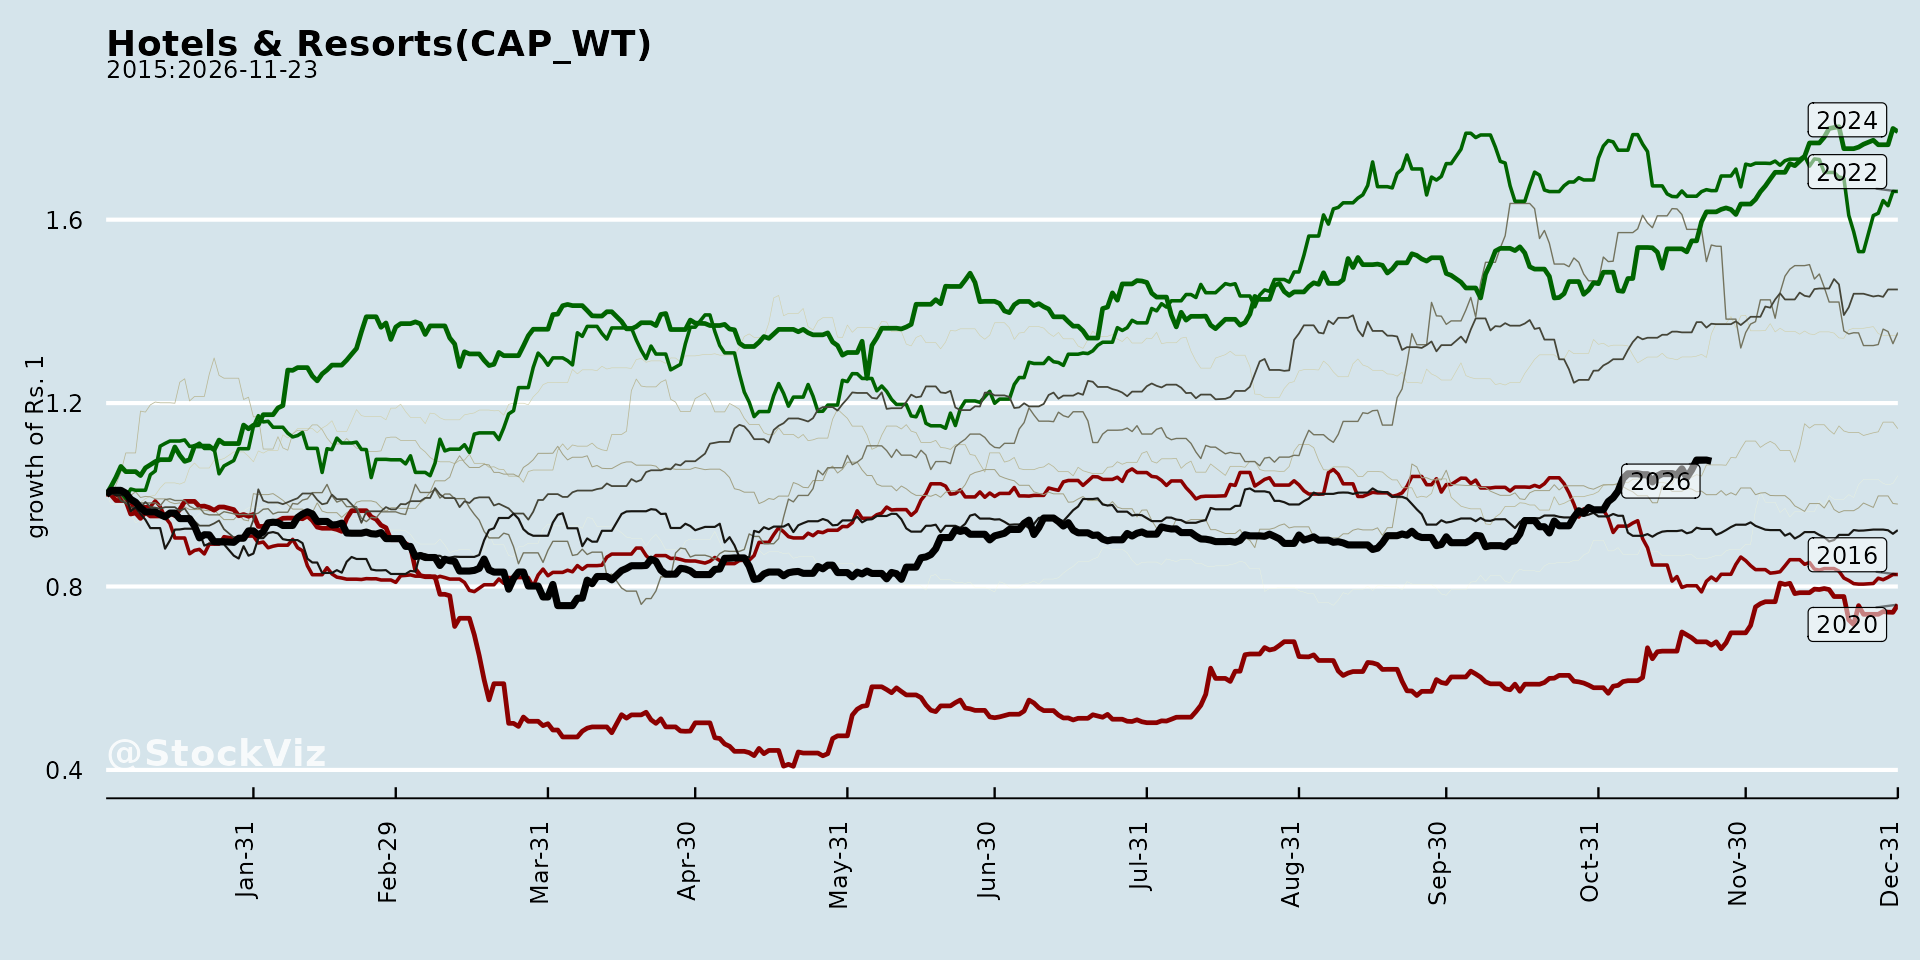 Hotels & Resorts(CAP_WT)
2015:2026-11-23
2024
2022
1.6
growth of Rs. 1
1.2
2026
9
2016
0.8
2020
@StockViz
0.4
Jan-31
Feb-29
Mar-31
Apr-30
May-31
Jun-30
Jul-31
Aug-31
Sep-30
Oct-31
Nov-30
Dec-31